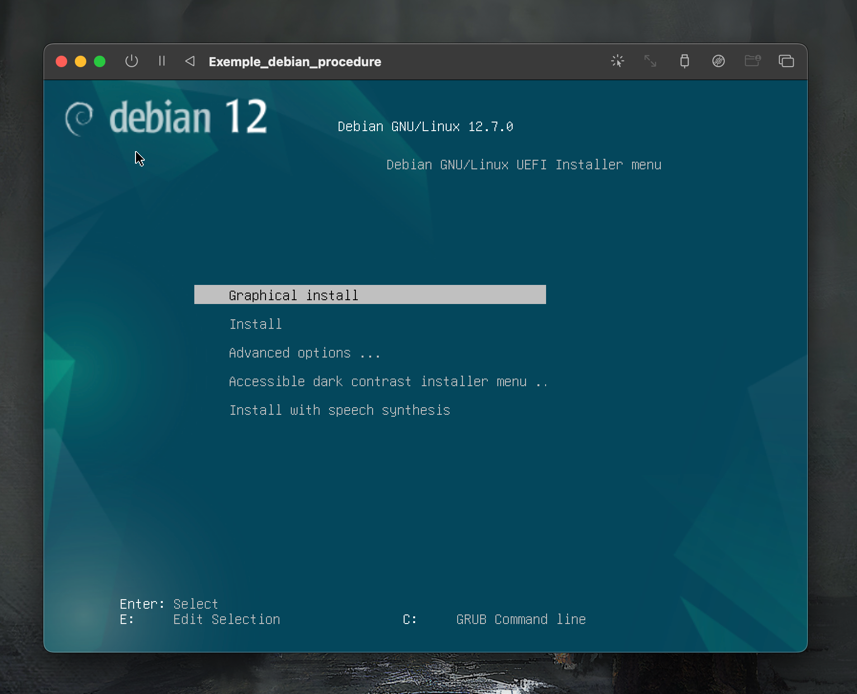 Exemple_debian_procedure
debian 12
Debian GNU/Linux 12.7.0
Debian GNU/Linux UEFI Installer menu
Graphical install
Install
Advanced options ...
Accessible dark contrast installer menu ..
Install with speech synthesis
Enter: Select
E: Edit Selection C: GRUB Command line